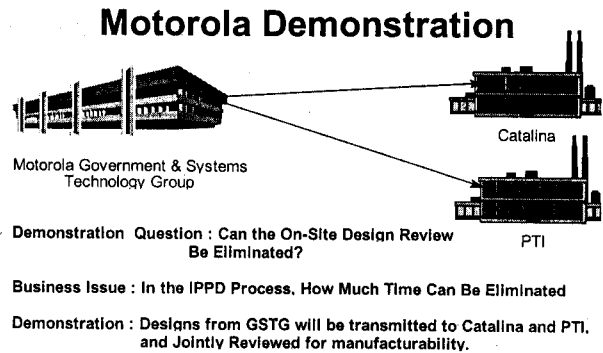 Motorola Demonstration
Catalina
Motorola Government & Systems
Technology Group
PTI
Demonstration Question : Can the On-Site Design Review
Be Eliminated?
Business Issue : In the IPPD Process, How Much Time Can Be Eliminated
Demonstration : Designs from GSTG will be transmitted to Catalina and PTI,
and Jointly Reviewed for manufacturability.